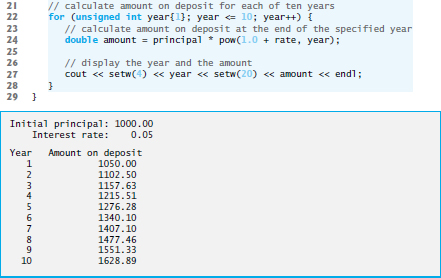 21 // calculate amount on deposit for each of ten years
22 for (unsigned int year{1}; year <= 10; year++) {
23 // calculate amount on deposit at the end of the specified year
24 double amount = principal * pow(1.0 + rate, year);
25
26 // display the year and the amount
27 cout << setw(4) << year << setw(20) << amount << endl;
28 }
29 }
Initial principal: 1000.00
Interest rate: 0.05
Year Amount on deposit
1 1050.00
2 1102.50
3 1157.63
4 1215.51
5 1276.28
6 1340.10
7 1407.10
8 1477.46
9 1551.33
10 1628.89